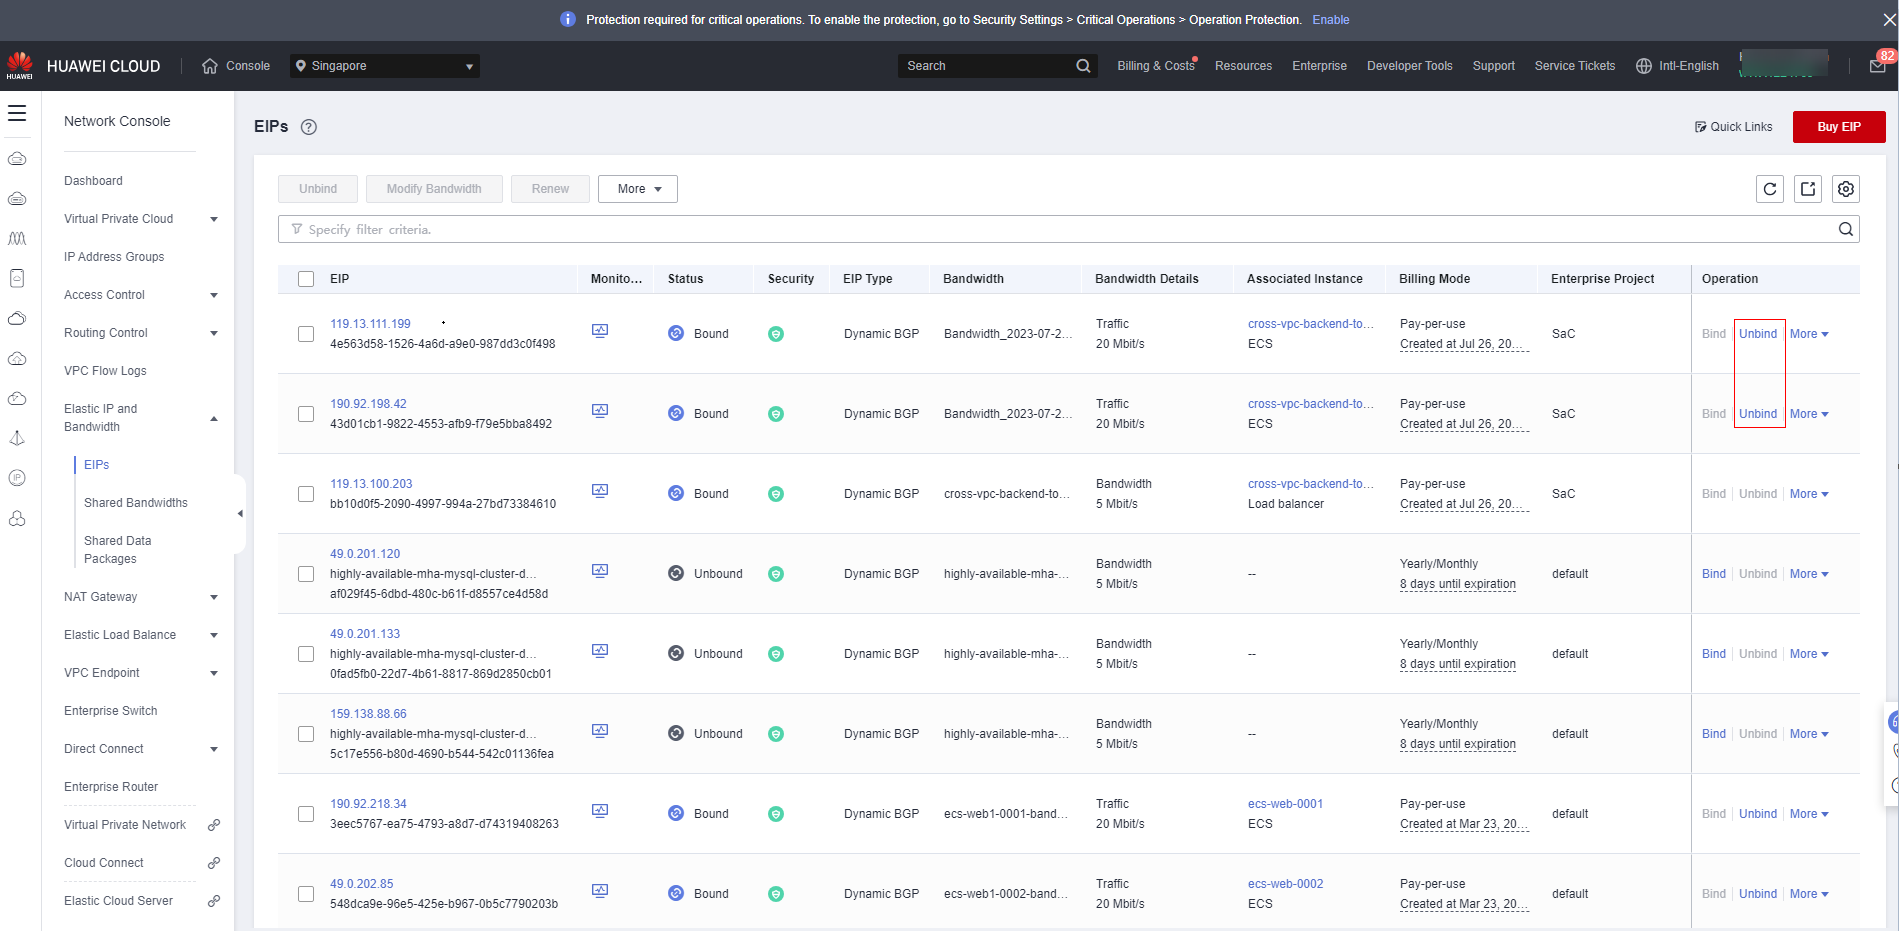 Protection required for critical operations. To enable the protection, go to Security Settings > Critical Operations > Operation Protection. Enable
HUAWEI
HUAWEI CLOUD
Console
Singapore
Search
Billing & Costs
Resources
Enterprise
Developer Tools
Support
Service Tickets
Intl-English
82
Network Console
Dashboard
Virtual Private Cloud
IP Address Groups
Access Control
Routing Control
VPC Flow Logs
Elastic IP and
Bandwidth
EIPs
Shared Bandwidths
Shared Data
Packages
NAT Gateway
Elastic Load Balance
VPC Endpoint
Enterprise Switch
Direct Connect
Enterprise Router
Virtual Private Network
Cloud Connect
Elastic Cloud Server
EIPs
Quick Links
Buy EIP
Unbind
Modify Bandwidth
Renew
More
Specify filter criteria.
EIP Monito... Status Security EIP Type Bandwidth Bandwidth Details Associated Instance Billing Mode Enterprise Project Operation
119.13.111.199
4e563d58-1526-4a6d-a9e0-987dd3c0f498
Bound
Dynamic BGP
Bandwidth_2023-07-2...
Traffic
20 Mbit/s
cross-vpc-backend-to...
ECS
Pay-per-use
Created at Jul 26, 20...
SaC
Bind Unbind More
190.92.198.42
43d01cb1-9822-4553-afb9-f79e5bba8492
Bound
Dynamic BGP
Bandwidth_2023-07-2...
Traffic
20 Mbit/s
cross-vpc-backend-to...
ECS
Pay-per-use
Created at Jul 26, 20...
SaC
Bind Unbind More
119.13.100.203
bb10d0f5-2090-4997-994a-27bd73384610
Bound
Dynamic BGP
cross-vpc-backend-to...
Bandwidth
5 Mbit/s
cross-vpc-backend-to...
Load balancer
Pay-per-use
Created at Jul 26, 20...
SaC
Bind Unbind More
49.0.201.120
highly-available-mha-mysql-cluster-d...
af029f45-6dbd-480c-b61f-d8557ce4d58d
Unbound
Dynamic BGP
highly-available-mha-...
Bandwidth
5 Mbit/s
--
Yearly/Monthly
8 days until expiration
default
Bind Unbind More
49.0.201.133
highly-available-mha-mysql-cluster-d...
0fad5fb0-22d7-4b61-8817-869d2850cb01
Unbound
Dynamic BGP
highly-available-mha-...
Bandwidth
5 Mbit/s
--
Yearly/Monthly
8 days until expiration
default
Bind Unbind More
159.138.88.66
highly-available-mha-mysql-cluster-d...
5c17e556-b80d-4690-b544-542c01136fea
Unbound
Dynamic BGP
highly-available-mha-...
Bandwidth
5 Mbit/s
--
Yearly/Monthly
8 days until expiration
default
Bind Unbind More
190.92.218.34
3eec5767-ea75-4793-a8d7-d74319408263
Bound
Dynamic BGP
ecs-web1-0001-band...
Traffic
20 Mbit/s
ecs-web-0001
ECS
Pay-per-use
Created at Mar 23, 20...
default
Bind Unbind More
49.0.202.85
548dca9e-96e5-425e-b967-0b5c7790203b
Bound
Dynamic BGP
ecs-web1-0002-band...
Traffic
20 Mbit/s
ecs-web-0002
ECS
Pay-per-use
Created at Mar 23, 20...
default
Bind Unbind More